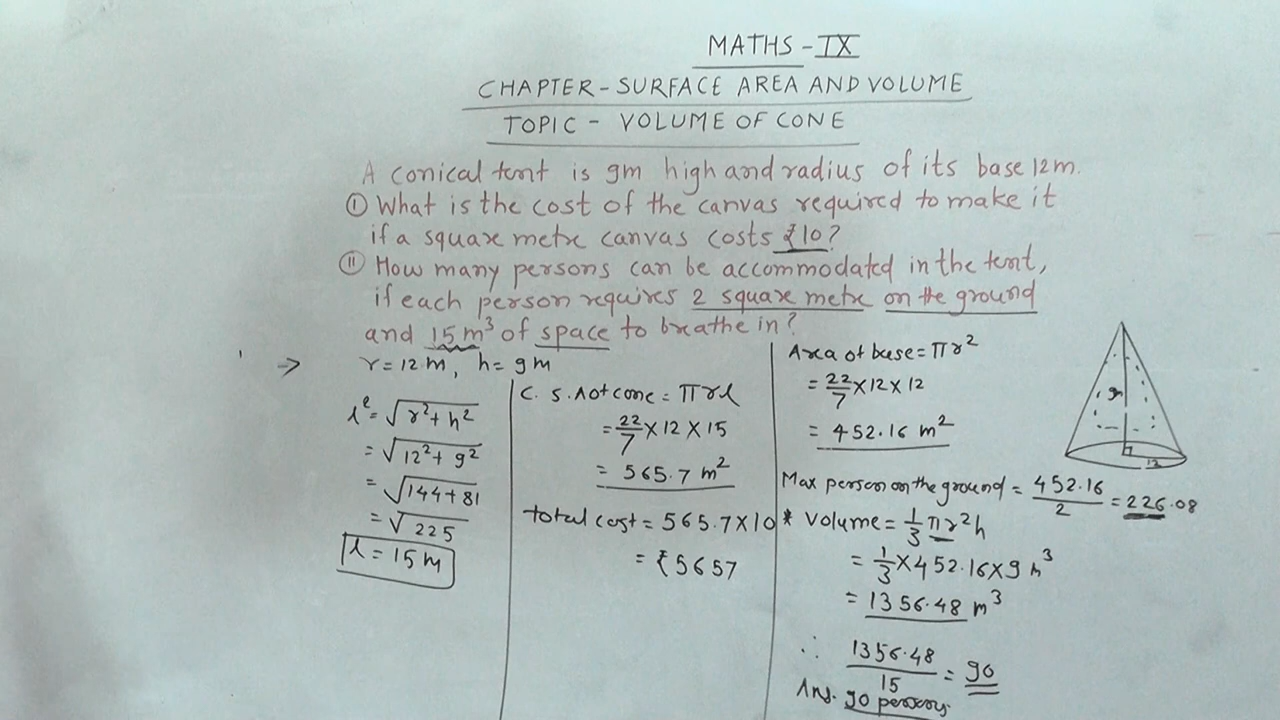 MATHS - IX
CHAPTER - SURFACE AREA AND VOLUME
TOPIC - VOLUME OF CONE
A conical tent is 9m high and radius of its base 12m.
① What is the cost of the canvas required to make it
if a square metre canvas costs ₹10?
② How many persons can be accommodated in the tent,
if each person requires 2 square metre on the ground
and 15m³ of space to breathe in?
→ r = 12 m, h = 9m
l = √r² + h²
= √12² + 9²
= √144 + 81
= √225
l = 15 m
C. S. A of cone = πrl
= 22/7 × 12 × 15
= 565.7 m²
total cost = 565.7 × 10
= ₹5657
Area of base = πr²
= 22/7 × 12 × 12
= 452.16 m²
Max person on the ground = 452.16/2 = 226.08
* Volume = 1/3 πr²h
= 1/3 × 452.16 × 9 m³
= 1356.48 m³
∴ 1356.48/15 = 90
Ans. 90 persons.
9m
12